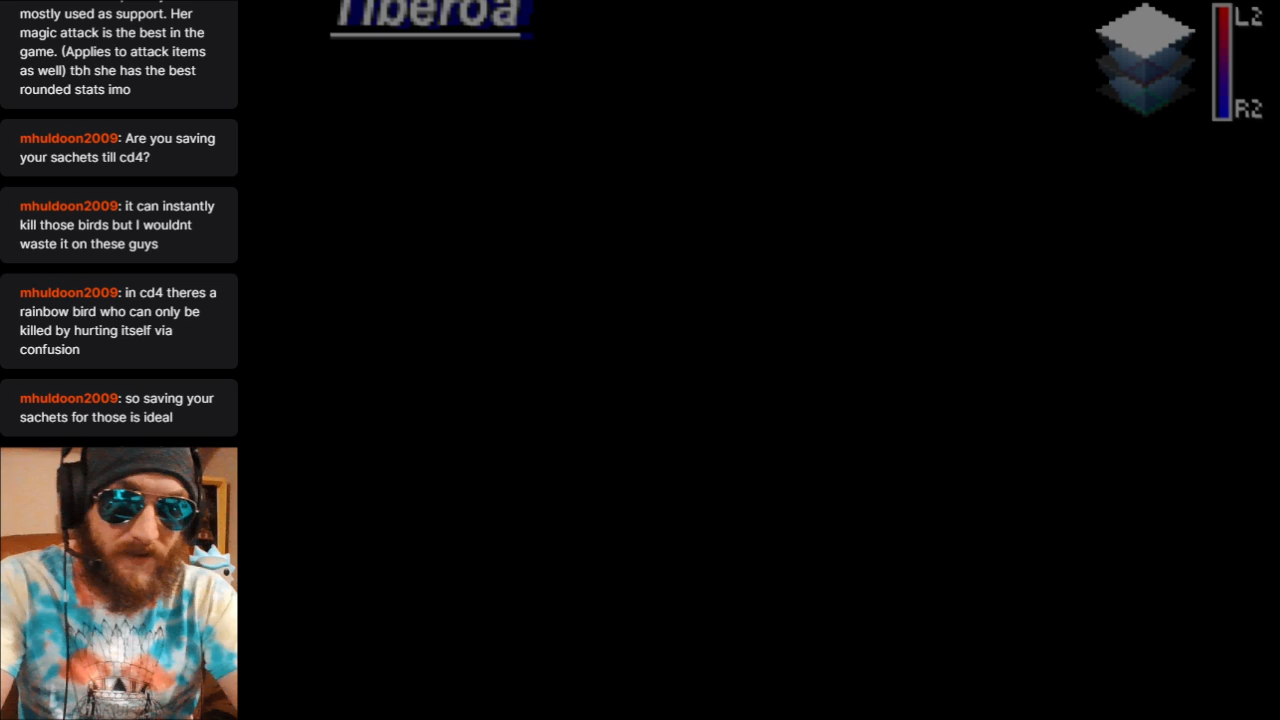 mostly used as support. Her
magic attack is the best in the
game. (Applies to attack items
as well) tbh she has the best
rounded stats imo
mhuldoon2009: Are you saving
your sachets till cd4?
mhuldoon2009: it can instantly
kill those birds but I wouldnt
waste it on these guys
mhuldoon2009: in cd4 theres a
rainbow bird who can only be
killed by hurting itself via
confusion
mhuldoon2009: so saving your
sachets for those is ideal
Tiberoa
L2
R2